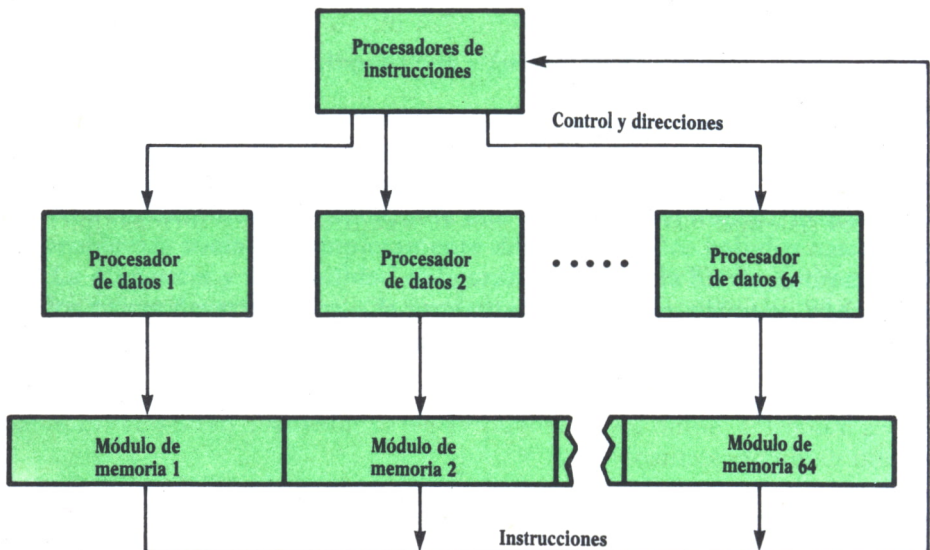 Procesadores de
instrucciones
Control y direcciones
Procesador
de datos 1
Procesador
de datos 2
Procesador
de datos 64
Módulo de
memoria 1
Módulo de
memoria 2
Módulo de
memoria 64
Instrucciones